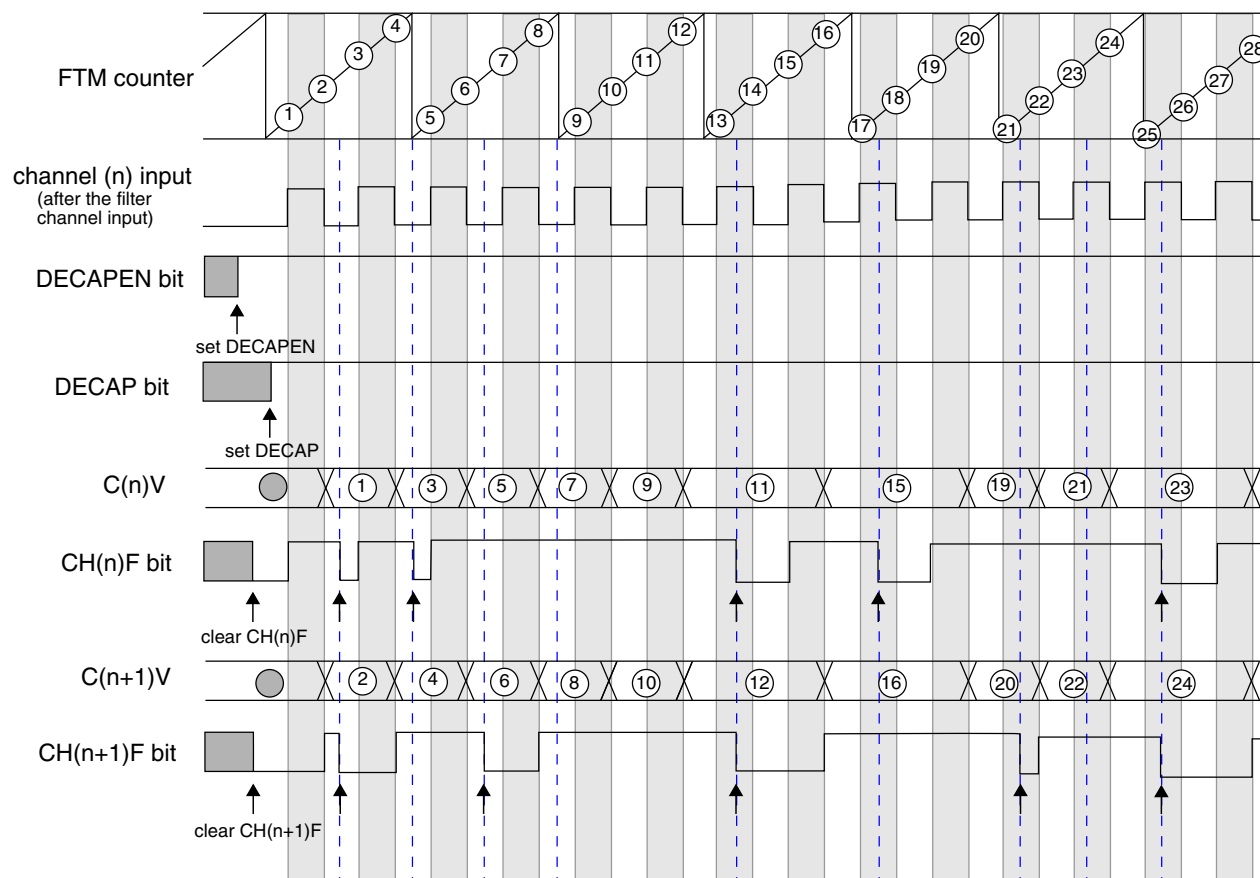 4 8 12 16 20 24 28
3 7 11 15 19 23 27
FTM counter
2 6 10 14 18 22 26
1 5 9 13 17 21 25
channel (n) input
(after the filter
channel input)
DECAPEN bit
set DECAPEN
DECAP bit
set DECAP
C(n)V 1 3 5 7 9 11 15 19 21 23
CH(n)F bit
clear CH(n)F
C(n+1)V 2 4 6 8 10 12 16 20 22 24
CH(n+1)F bit
clear CH(n+1)F